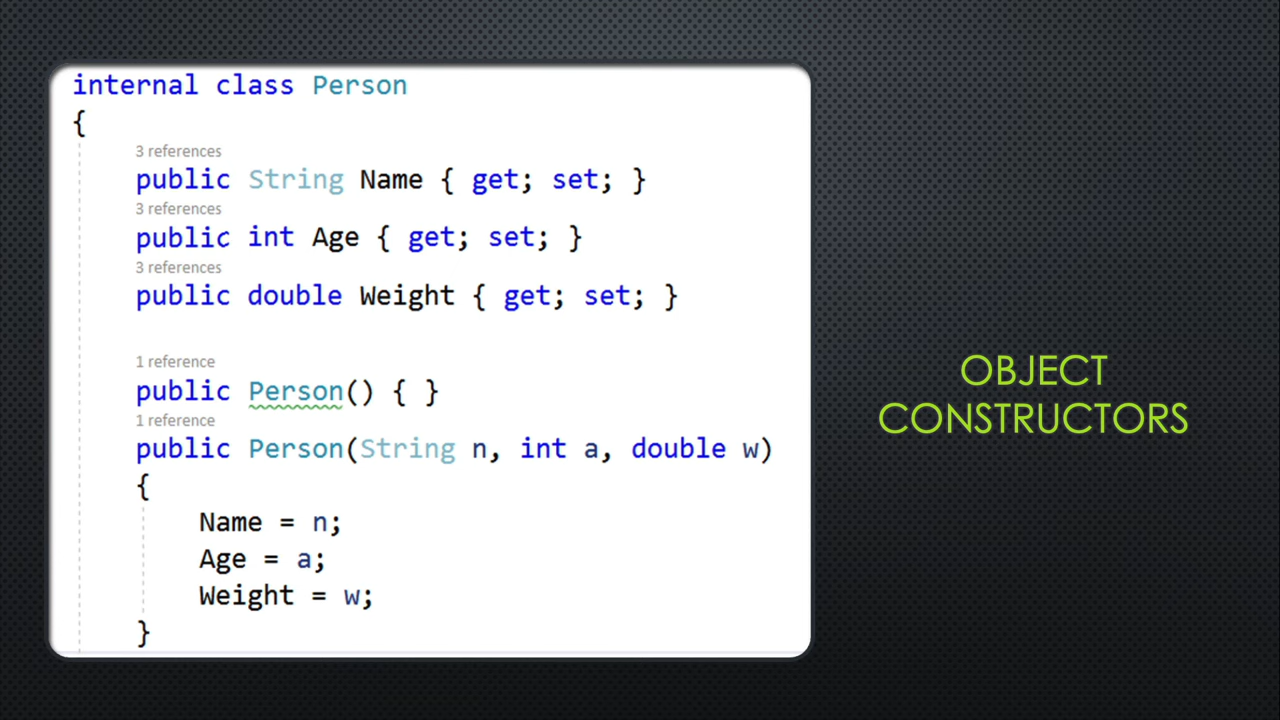 internal class Person
{
3 references
public String Name { get; set; }
3 references
public int Age { get; set; }
3 references
public double Weight { get; set; }
1 reference
public Person() { }
1 reference
public Person(String n, int a, double w)
{
Name = n;
Age = a;
Weight = w;
}
OBJECT
CONSTRUCTORS